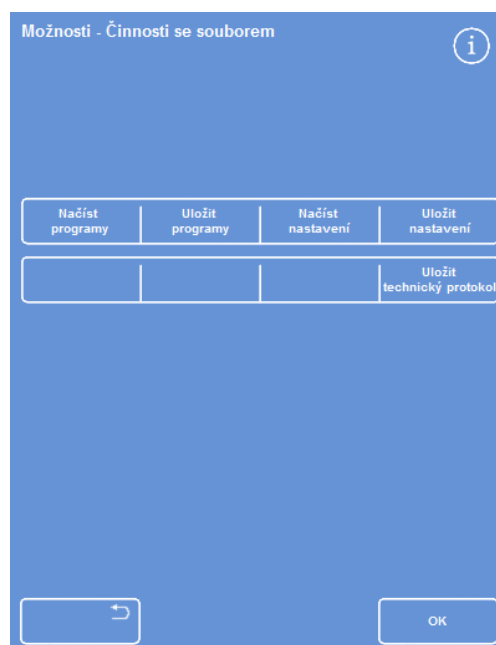 Možnosti - Činnosti se souborem
i
Načíst
programy
Uložit
programy
Načíst
nastavení
Uložit
nastavení
Uložit
technický protokol
OK